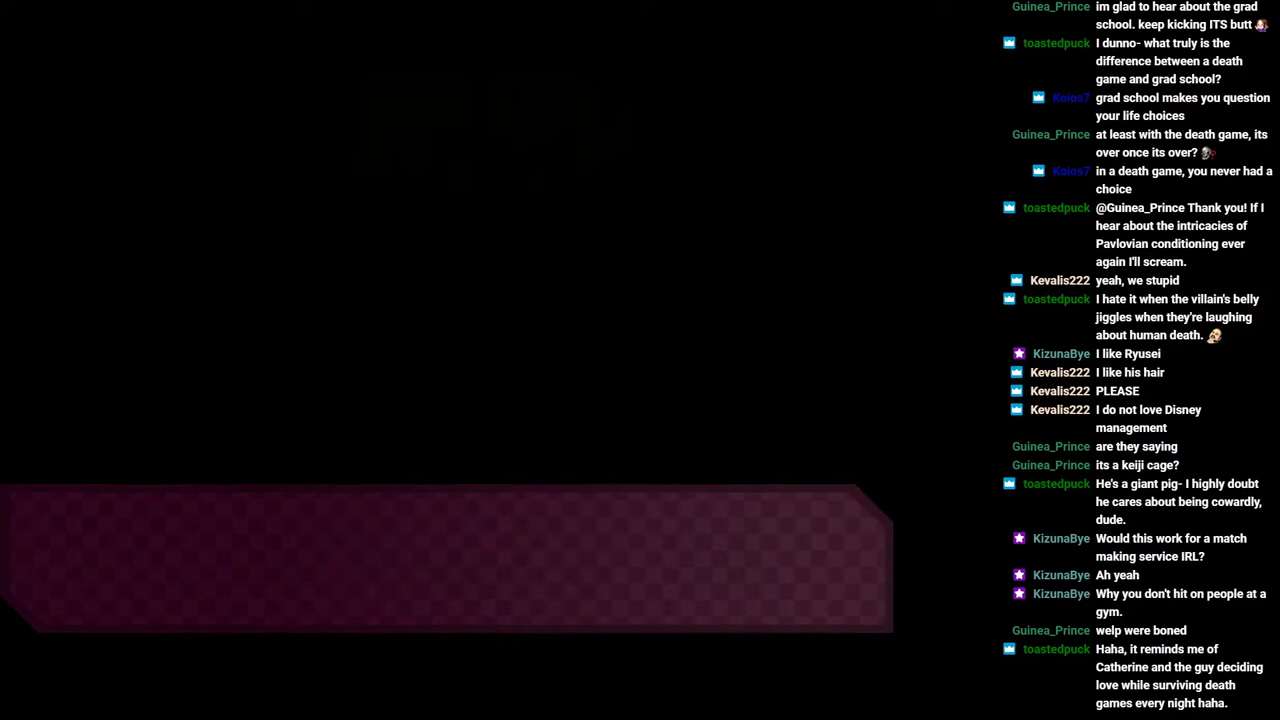 Guinea_Prince im glad to hear about the grad
school. keep kicking ITS butt
toastedpuck I dunno- what truly is the
difference between a death
game and grad school?
Koios7 grad school makes you question
your life choices
Guinea_Prince at least with the death game, its
over once its over?
Koios7 in a death game, you never had a
choice
toastedpuck @Guinea_Prince Thank you! If I
hear about the intricacies of
Pavlovian conditioning ever
again I'll scream.
Kevalis222 yeah, we stupid
toastedpuck I hate it when the villain's belly
jiggles when they're laughing
about human death.
KizunaBye I like Ryusei
Kevalis222 I like his hair
Kevalis222 PLEASE
Kevalis222 I do not love Disney
management
Guinea_Prince are they saying
Guinea_Prince its a keiji cage?
toastedpuck He's a giant pig- I highly doubt
he cares about being cowardly,
dude.
KizunaBye Would this work for a match
making service IRL?
KizunaBye Ah yeah
KizunaBye Why you don't hit on people at a
gym.
Guinea_Prince welp were boned
toastedpuck Haha, it reminds me of
Catherine and the guy deciding
love while surviving death
games every night haha.